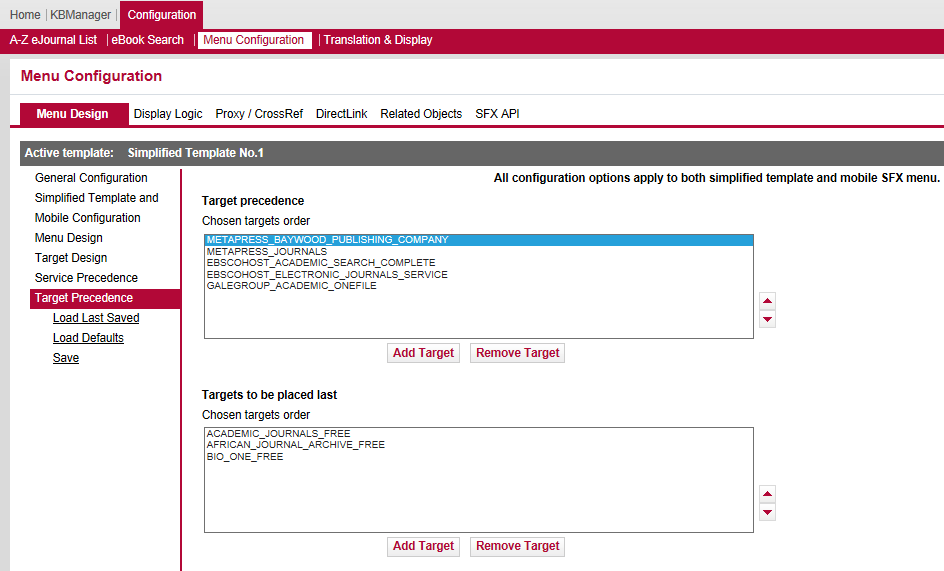 Home | KBManager | Configuration
A-Z eJournal List | eBook Search | Menu Configuration | Translation & Display
Menu Configuration
Menu Design Display Logic Proxy / CrossRef DirectLink Related Objects SFX API
Active template: Simplified Template No.1
All configuration options apply to both simplified template and mobile SFX menu.
General Configuration
Simplified Template and
Mobile Configuration
Menu Design
Target Design
Service Precedence
Target Precedence
Load Last Saved
Load Defaults
Save
Target precedence
Chosen targets order
METAPRESS_BAYWOOD_PUBLISHING_COMPANY
METAPRESS_JOURNALS
EBSCOHOST_ACADEMIC_SEARCH_COMPLETE
EBSCOHOST_ELECTRONIC_JOURNALS_SERVICE
GALEGROUP_ACADEMIC_ONEFILE
Add Target Remove Target
Targets to be placed last
Chosen targets order
ACADEMIC_JOURNALS_FREE
AFRICAN_JOURNAL_ARCHIVE_FREE
BIO_ONE_FREE
Add Target Remove Target